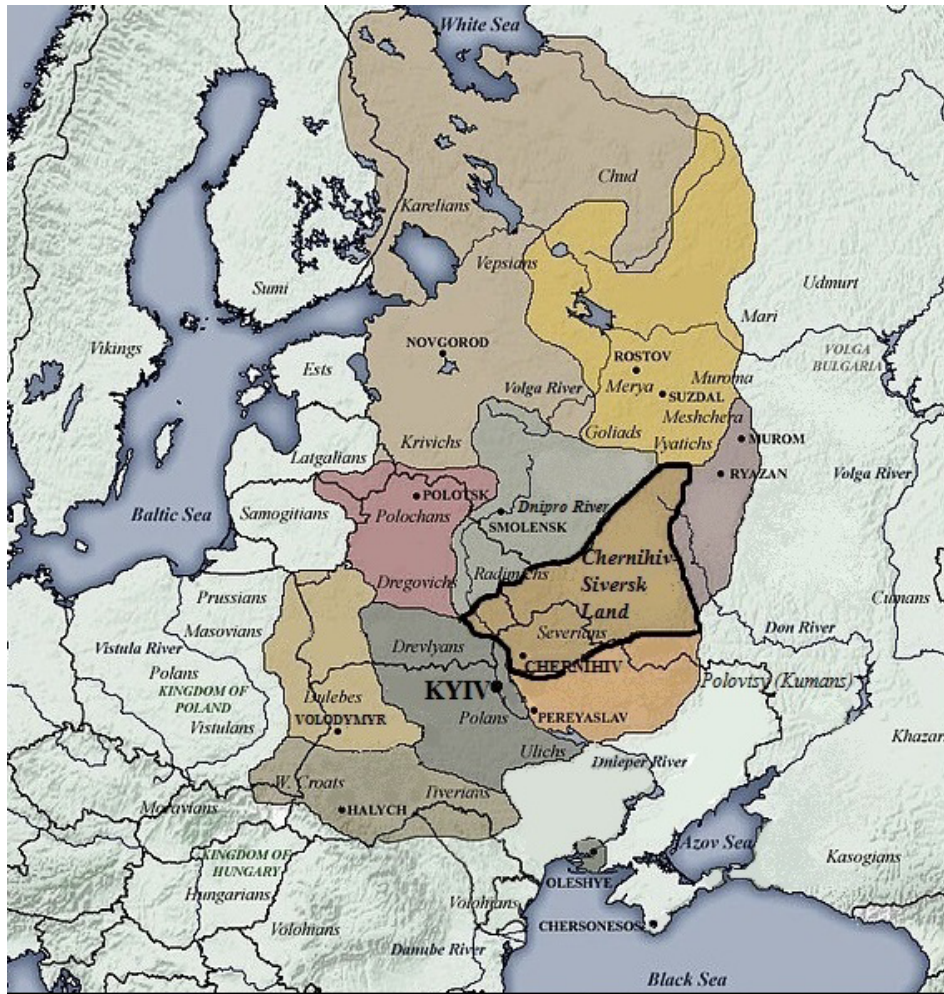 White Sea
Chud
Karelians
Vepsians
Sumi
Udmurt
Mari
Vikings
NOVGOROD
VOLGA
BULGARIA
ROSTOV
Ests
Merya
Muroma
Volga River
SUZDAL
Meshchera
Goliads
Krivichs
Vyatichs
MUROM
Latgalians
RYAZAN
Volga River
POLOTSK
Baltic Sea
Samogitians
Polochans
Dnipro River
SMOLENSK
Chernihiv-
Siversk
Land
Radimichs
Dregovichs
Prussians
Cumans
Masovians
Severians
Don River
Vistula River
Drevlyans
CHERNIHIV
Polans
KYIV
Polovtsy (Kumans)
KINGDOM OF
POLAND
Dulebes
VOLODYMYR
Polans
PEREYASLAV
Vistulans
Ulichs
Khazar
Dnieper River
W. Croats
Tiverians
Moravians
HALYCH
Azov Sea
KINGDOM OF
HUNGARY
Kasogians
Hungarians
OLESHYE
Volohians
Volohians
CHERSONESOS
Danube River
Black Sea